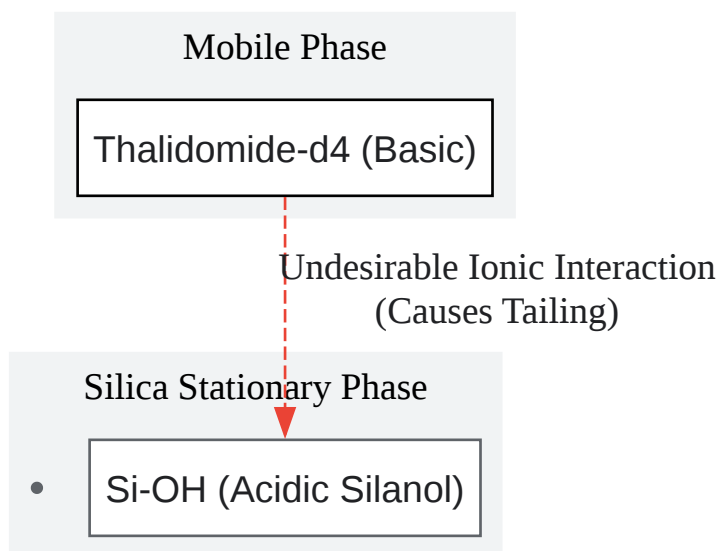 Mobile Phase
Thalidomide-d4 (Basic)
Undesirable Ionic Interaction
(Causes Tailing)
Silica Stationary Phase
Si-OH (Acidic Silanol)